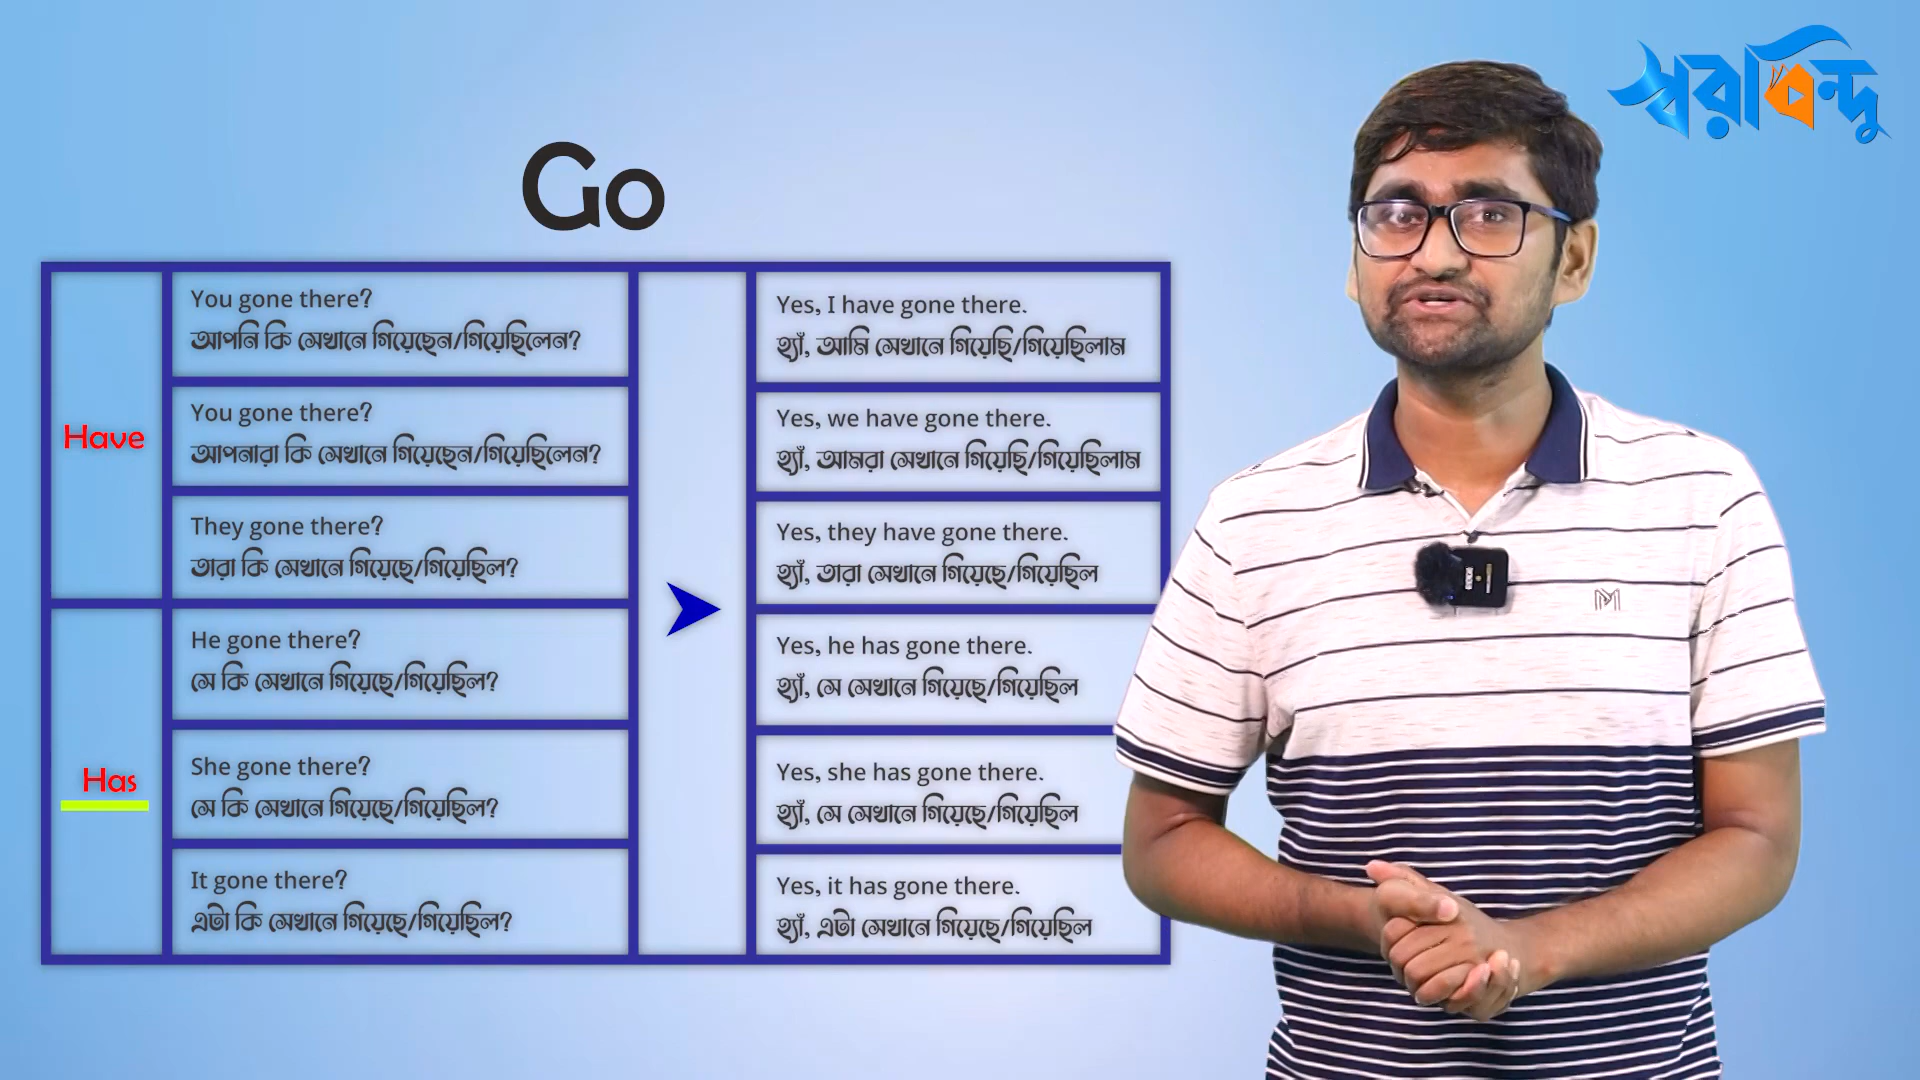 স্বরবিন্দু
Go
Have
You gone there?
আপনি কি সেখানে গিয়েছেন/গিয়েছিলেন?
You gone there?
আপনারা কি সেখানে গিয়েছেন/গিয়েছিলেন?
They gone there?
তারা কি সেখানে গিয়েছে/গিয়েছিল?
Has
He gone there?
সে কি সেখানে গিয়েছে/গিয়েছিল?
She gone there?
সে কি সেখানে গিয়েছে/গিয়েছিল?
It gone there?
এটা কি সেখানে গিয়েছে/গিয়েছিল?
Yes, I have gone there.
হ্যাঁ, আমি সেখানে গিয়েছি/গিয়েছিলাম
Yes, we have gone there.
হ্যাঁ, আমরা সেখানে গিয়েছি/গিয়েছিলাম
Yes, they have gone there.
হ্যাঁ, তারা সেখানে গিয়েছে/গিয়েছিল
Yes, he has gone there.
হ্যাঁ, সে সেখানে গিয়েছে/গিয়েছিল
Yes, she has gone there.
হ্যাঁ, সে সেখানে গিয়েছে/গিয়েছিল
Yes, it has gone there.
হ্যাঁ, এটা সেখানে গিয়েছে/গিয়েছিল